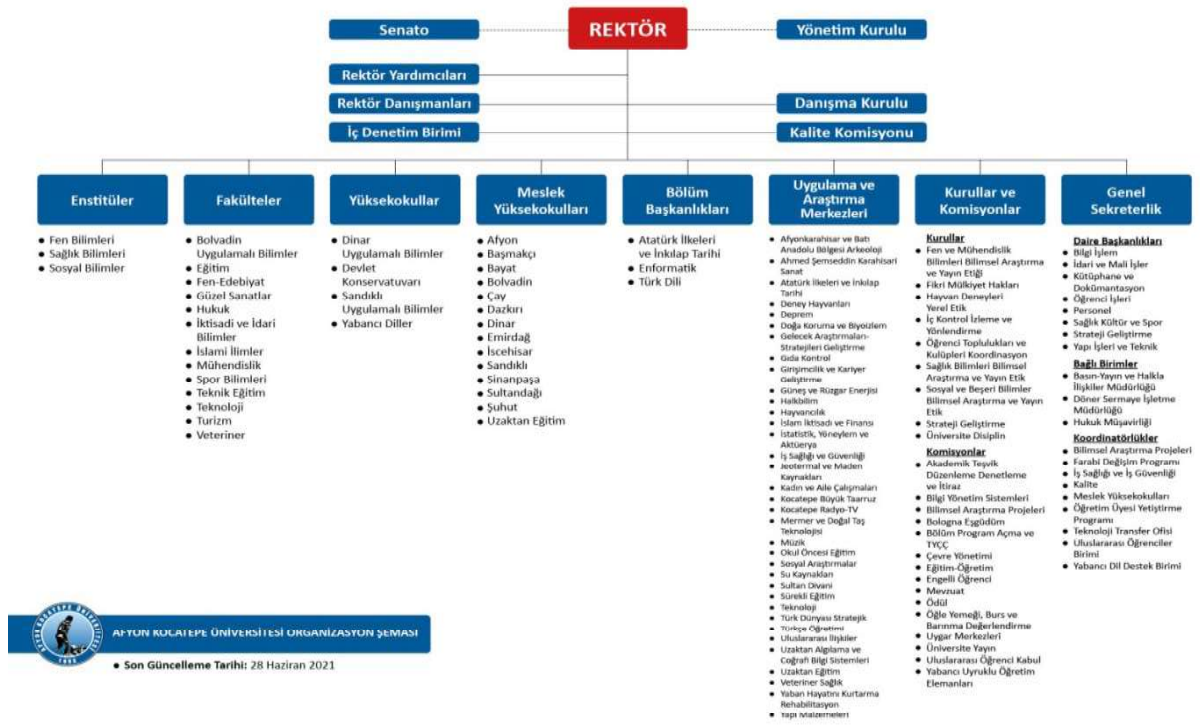 Senato
REKTÖR
Yönetim Kurulu
Rektör Yardımcıları
Rektör Danışmanları
Danışma Kurulu
İç Denetim Birimi
Kalite Komisyonu
Enstitüler
• Fen Bilimleri
• Sağlık Bilimleri
• Sosyal Bilimler
Fakülteler
• Bolvadin
Uygulamalı Bilimler
• Eğitim
• Fen-Edebiyat
• Güzel Sanatlar
• Hukuk
• İktisadi ve İdari
Bilimler
• İslami İlimler
• Mühendislik
• Spor Bilimleri
• Teknik Eğitim
• Teknoloji
• Turizm
• Veteriner
Yüksekokullar
• Dinar
Uygulamalı Bilimler
• Devlet
Konservatuvarı
• Sandıklı
Uygulamalı Bilimler
• Yabancı Diller
Meslek
Yüksekokulları
• Afyon
• Başmakçı
• Bayat
• Bolvadin
• Çay
• Dazkırı
• Dinar
• Emirdağ
• İscehisar
• Sandıklı
• Sinanpaşa
• Sultandağı
• Şuhut
• Uzaktan Eğitim
Bölüm
Başkanlıkları
• Atatürk İlkeleri
ve İnkılap Tarihi
• Enformatik
• Türk Dili
Uygulama ve
Araştırma
Merkezleri
• Afyonkarahisar ve Batı
Anadolu Bölgesi Arkeoloji
• Ahmed Şemseddin Karahisari
Sanat
• Atatürk İlkeleri ve İnkılap
Tarihi
• Deney Hayvanları
• Deprem
• Doğa Koruma ve Biyoizlem
• Gelecek Araştırmaları-
Stratejileri Geliştirme
• Gıda Kontrol
• Girişimcilik ve Kariyer
Geliştirme
• Güneş ve Rüzgar Enerjisi
• Halkbilim
• Hayvancılık
• İslam İktisadı ve Finansı
• İstatistik, Yöneylem ve
Aktüerya
• İş Sağlığı ve Güvenliği
• Jeotermal ve Maden
Kaynakları
• Kadın ve Aile Çalışmaları
• Kocatepe Büyük Taarruz
• Kocatepe Radyo-TV
• Mermer ve Doğal Taş
Teknolojisi
• Müzik
• Okul Öncesi Eğitim
• Sosyal Araştırmalar
• Su Kaynakları
• Sultan Divani
• Sürekli Eğitim
• Teknoloji
• Türk Dünyası Stratejik
• Türkçe Öğretimi
• Uluslararası İlişkiler
• Uzaktan Algılama ve
Coğrafi Bilgi Sistemleri
• Uzaktan Eğitim
• Veteriner Sağlık
• Yaban Hayatını Kurtarma
Rehabilitasyon
• Yapı Malzemeleri
Kurullar ve
Komisyonlar
Kurullar
• Fen ve Mühendislik
Bilimleri Bilimsel Araştırma
ve Yayın Etiği
• Fikri Mülkiyet Hakları
• Hayvan Deneyleri
Yerel Etik
• İç Kontrol İzleme ve
Yönlendirme
• Öğrenci Toplulukları ve
Kulüpleri Koordinasyon
• Sağlık Bilimleri Bilimsel
Araştırma ve Yayın Etik
• Sosyal ve Beşeri Bilimler
Bilimsel Araştırma ve Yayın
Etik
• Strateji Geliştirme
• Üniversite Disiplin
Komisyonlar
• Akademik Teşvik
Düzenleme Denetleme
ve İtiraz
• Bilgi Yönetim Sistemleri
• Bilimsel Araştırma Projeleri
• Bologna Eşgüdüm
• Bölüm Program Açma ve
TYÇÇ
• Çevre Yönetimi
• Eğitim-Öğretim
• Engelli Öğrenci
• Mevzuat
• Ödül
• Öğle Yemeği, Burs ve
Barınma Değerlendirme
• Uygar Merkezleri
• Üniversite Yayın
• Uluslararası Öğrenci Kabul
• Yabancı Uyruklu Öğretim
Elemanları
Genel
Sekreterlik
Daire Başkanlıkları
• Bilgi İşlem
• İdari ve Mali İşler
• Kütüphane ve
Dokümantasyon
• Öğrenci İşleri
• Personel
• Sağlık Kültür ve Spor
• Strateji Geliştirme
• Yapı İşleri ve Teknik
Bağlı Birimler
• Basın-Yayın ve Halkla
İlişkiler Müdürlüğü
• Döner Sermaye İşletme
Müdürlüğü
• Hukuk Müşavirliği
Koordinatörlükler
• Bilimsel Araştırma Projeleri
• Farabi Değişim Programı
• İş Sağlığı ve İş Güvenliği
• Kalite
• Meslek Yüksekokulları
• Öğretim Üyesi Yetiştirme
Programı
• Teknoloji Transfer Ofisi
• Uluslararası Öğrenciler
Birimi
• Yabancı Dil Destek Birimi
AFYON KOCATEPE ÜNİVERSİTESİ
1992
AFYON KOCATEPE ÜNİVERSİTESİ ORGANİZASYON ŞEMASI
• Son Güncelleme Tarihi: 28 Haziran 2021